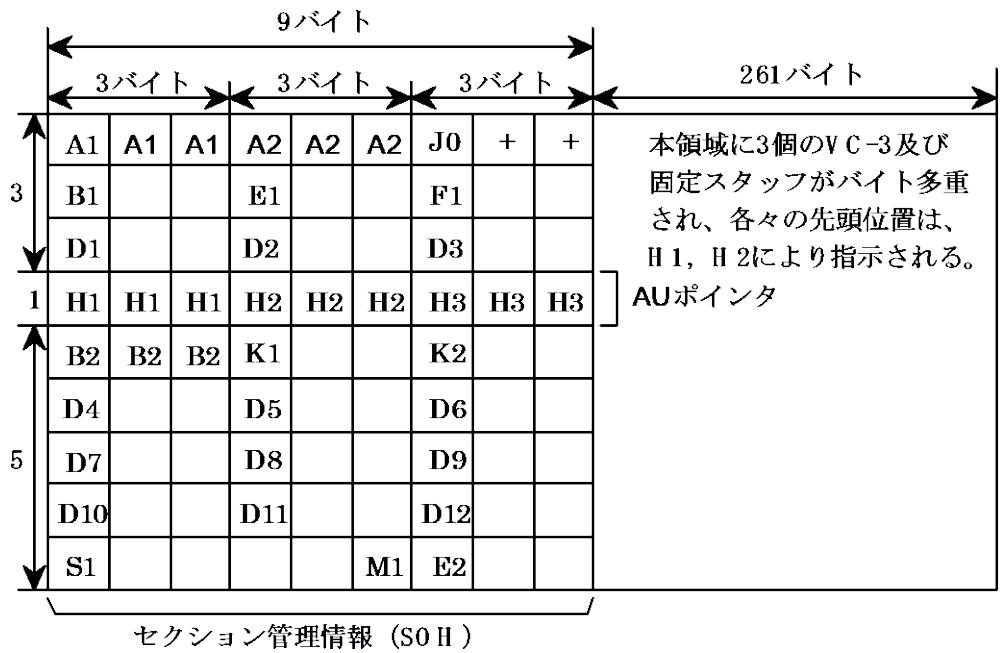 9バイト
3バイト 3バイト 3バイト 261バイト
A1 A1 A1 A2 A2 A2 J0 + +
3 B1 E1 F1
D1 D2 D3
1 H1 H1 H1 H2 H2 H2 H3 H3 H3
B2 B2 B2 K1 K2
D4 D5 D6
5 D7 D8 D9
D10 D11 D12
S1 M1 E2
本領域に3個のVC-3及び
固定スタッフがバイト多重
され、各々の先頭位置は、
H1, H2により指示される。
AUポインタ
セクション管理情報 (SOH)